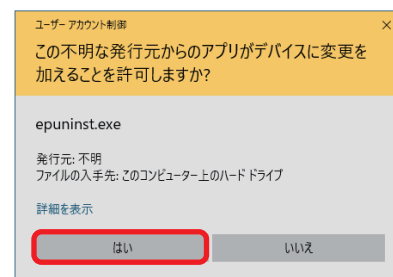 ユーザー アカウント制御
×
この不明な発行元からのアプリがデバイスに変更を
加えることを許可しますか?
epuninst.exe
発行元: 不明
ファイルの入手先: このコンピューター上のハード ドライブ
詳細を表示
はい
いいえ